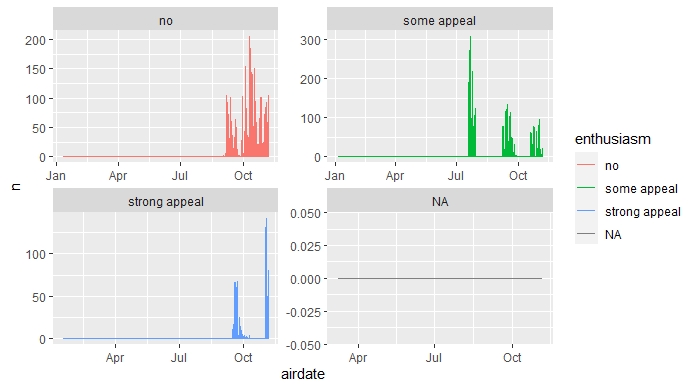 no
some appeal
200
150
100
50
0
300
200
100
0
Jan Apr Jul Oct
Jan Apr Jul Oct
n
strong appeal
NA
100
50
0
0.050
0.025
0.000
-0.025
-0.050
Apr Jul Oct
Apr Jul Oct
airdate
enthusiasm
no
some appeal
strong appeal
NA